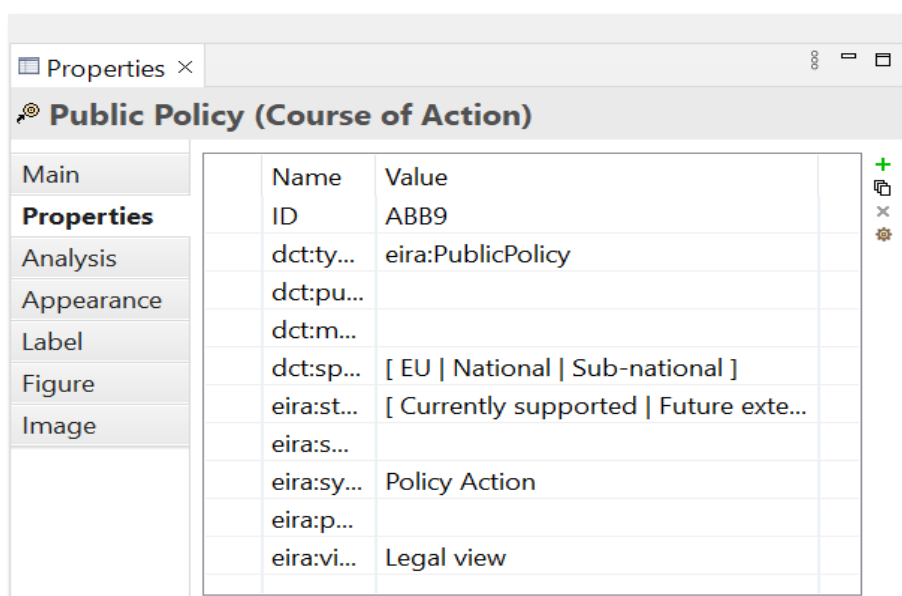 Properties
Public Policy (Course of Action)
Main
Properties
Analysis
Appearance
Label
Figure
Image
Name Value
ID ABB9
dct:ty... eira:PublicPolicy
dct:pu...
dct:m...
dct:sp... [ EU | National | Sub-national ]
eira:st... [ Currently supported | Future exte...
eira:s...
eira:sy... Policy Action
eira:p...
eira:vi... Legal view